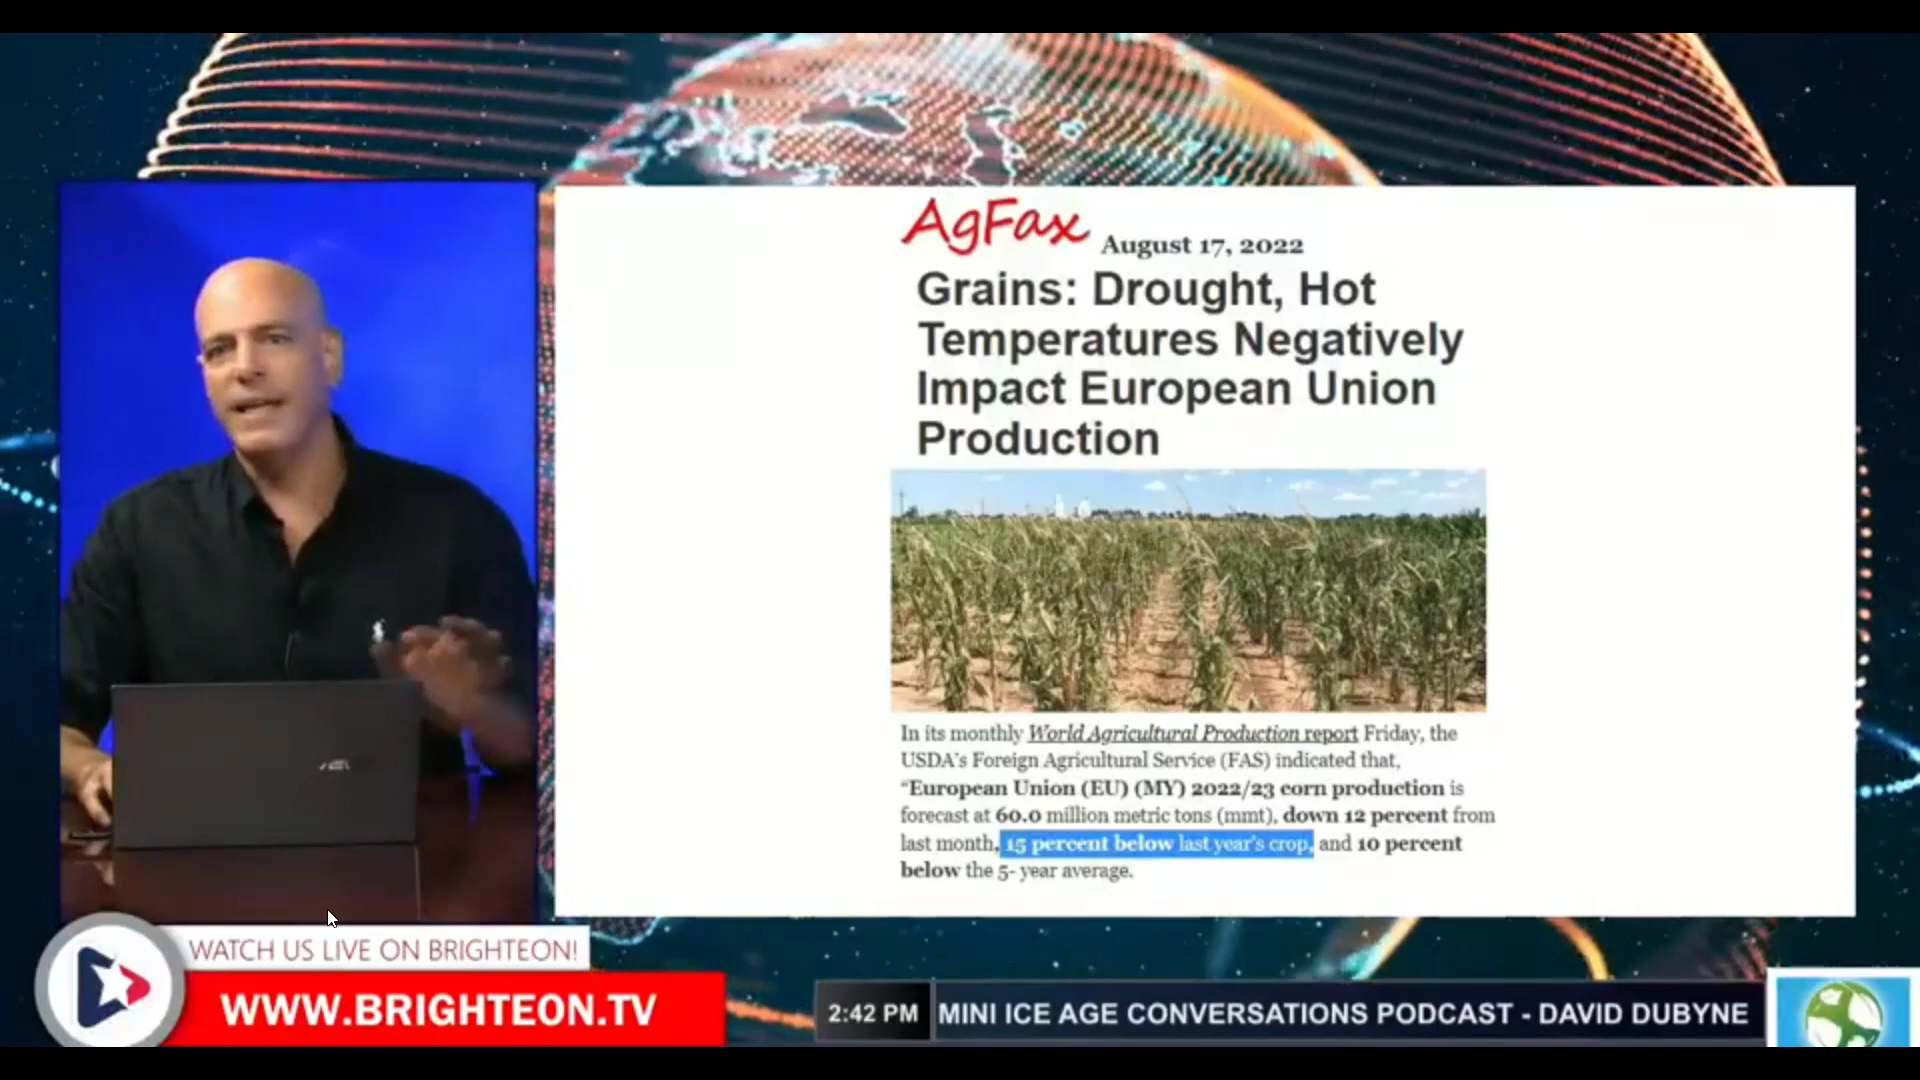 AgFax August 17, 2022
Grains: Drought, Hot
Temperatures Negatively
Impact European Union
Production
In its monthly World Agricultural Production report Friday, the
USDA's Foreign Agricultural Service (FAS) indicated that,
“European Union (EU) (MY) 2022/23 corn production is
forecast at 60.0 million metric tons (mmt), down 12 percent from
last month, 15 percent below last year's crop, and 10 percent
below the 5- year average.
WATCH US LIVE ON BRIGHTEON!
WWW.BRIGHTEON.TV
2:42 PM MINI ICE AGE CONVERSATIONS PODCAST - DAVID DUBYNE